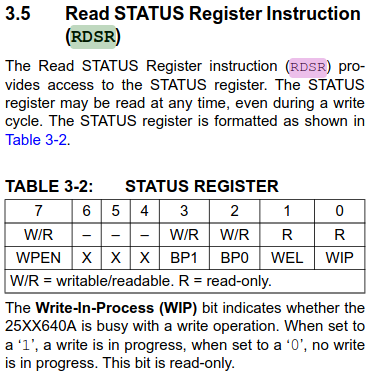 3.5 Read STATUS Register Instruction
(RDSR)
The Read STATUS Register instruction (RDSR) pro-
vides access to the STATUS register. The STATUS
register may be read at any time, even during a write
cycle. The STATUS register is formatted as shown in
Table 3-2.
TABLE 3-2: STATUS REGISTER
7 6 5 4 3 2 1 0
W/R – – – W/R W/R R R
WPEN X X X BP1 BP0 WEL WIP
W/R = writable/readable. R = read-only.
The Write-In-Process (WIP) bit indicates whether the
25XX640A is busy with a write operation. When set to
a ‘1’, a write is in progress, when set to a ‘0’, no write
is in progress. This bit is read-only.